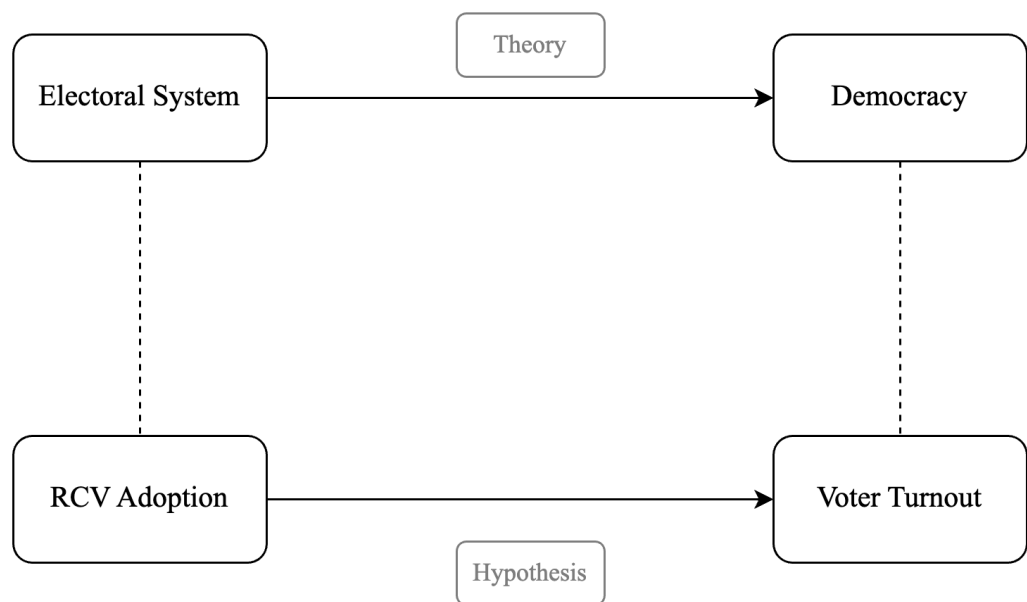 Theory
Electoral System
Democracy
RCV Adoption
Voter Turnout
Hypothesis